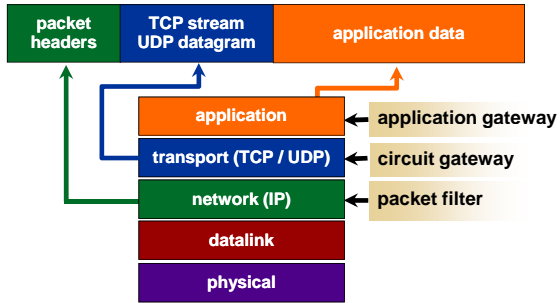 packet
headers
TCP stream
UDP datagram
application data
application
application gateway
transport (TCP / UDP)
circuit gateway
network (IP)
packet filter
datalink
physical